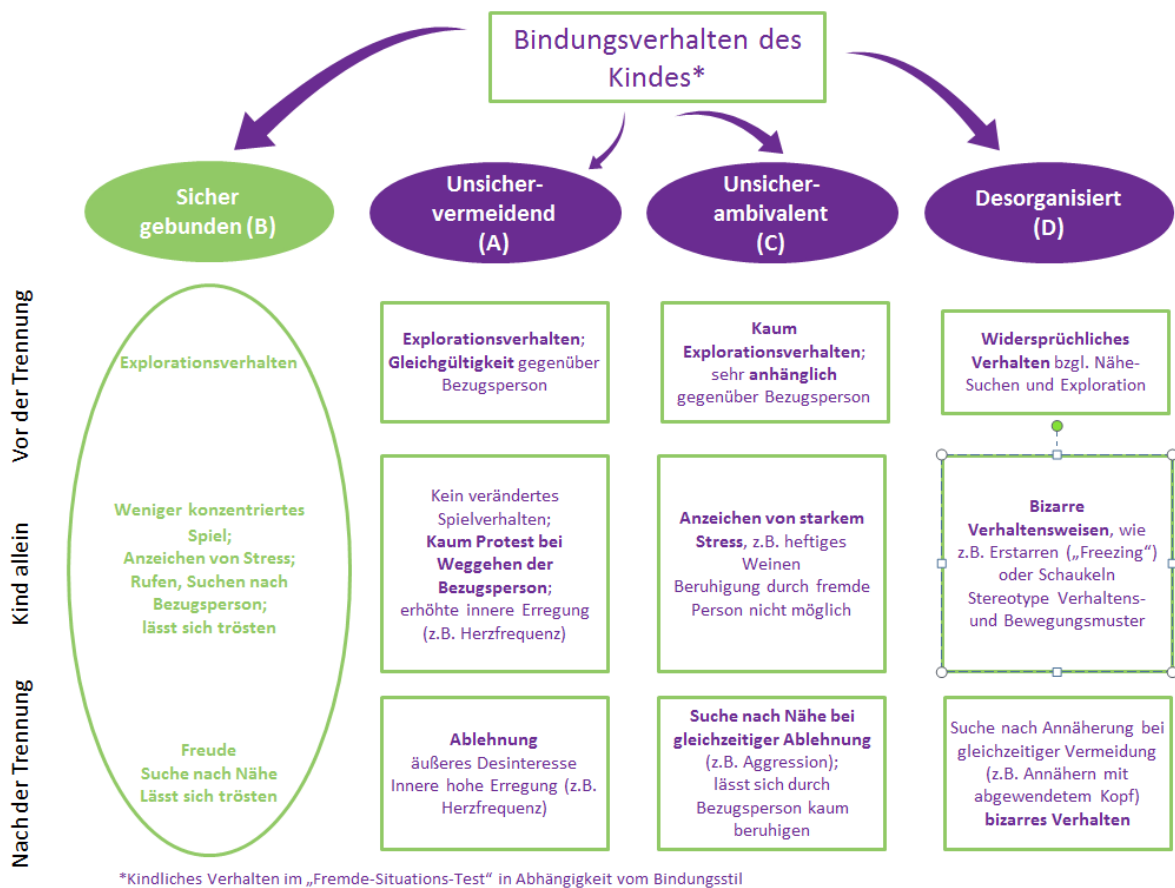 Bindungsverhalten des
Kindes*
Sicher
gebunden (B)
Unsicher-
vermeidend
(A)
Unsicher-
ambivalent
(C)
Desorganisiert
(D)
Vor der Trennung
Explorationsverhalten
Explorationsverhalten;
Gleichgültigkeit gegenüber
Bezugsperson
Kaum
Explorationsverhalten;
sehr anhänglich
gegenüber Bezugsperson
Widersprüchliches
Verhalten bzgl. Nähe-
Suchen und Exploration
Kind allein
Weniger konzentriertes
Spiel;
Anzeichen von Stress;
Rufen, Suchen nach
Bezugsperson;
lässt sich trösten
Kein verändertes
Spielverhalten;
Kaum Protest bei
Weggehen der
Bezugsperson;
erhöhte innere Erregung
(z.B. Herzfrequenz)
Anzeichen von starkem
Stress, z.B. heftiges
Weinen
Beruhigung durch fremde
Person nicht möglich
Bizarre
Verhaltensweisen, wie
z.B. Erstarren („Freezing“)
oder Schaukeln
Stereotype Verhaltens-
und Bewegungsmuster
Nach der Trennung
Freude
Suche nach Nähe
Lässt sich trösten
Ablehnung
äußeres Desinteresse
Innere hohe Erregung (z.B.
Herzfrequenz)
Suche nach Nähe bei
gleichzeitiger Ablehnung
(z.B. Aggression);
lässt sich durch
Bezugsperson kaum
beruhigen
Suche nach Annäherung bei
gleichzeitiger Vermeidung
(z.B. Annähern mit
abgewendetem Kopf)
bizarres Verhalten
*Kindliches Verhalten im „Fremde-Situations-Test“ in Abhängigkeit vom Bindungsstil